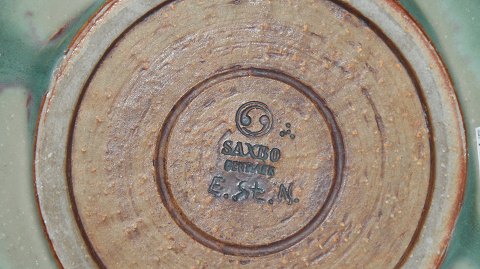 SAXBO
DENMARK
E. St. N.